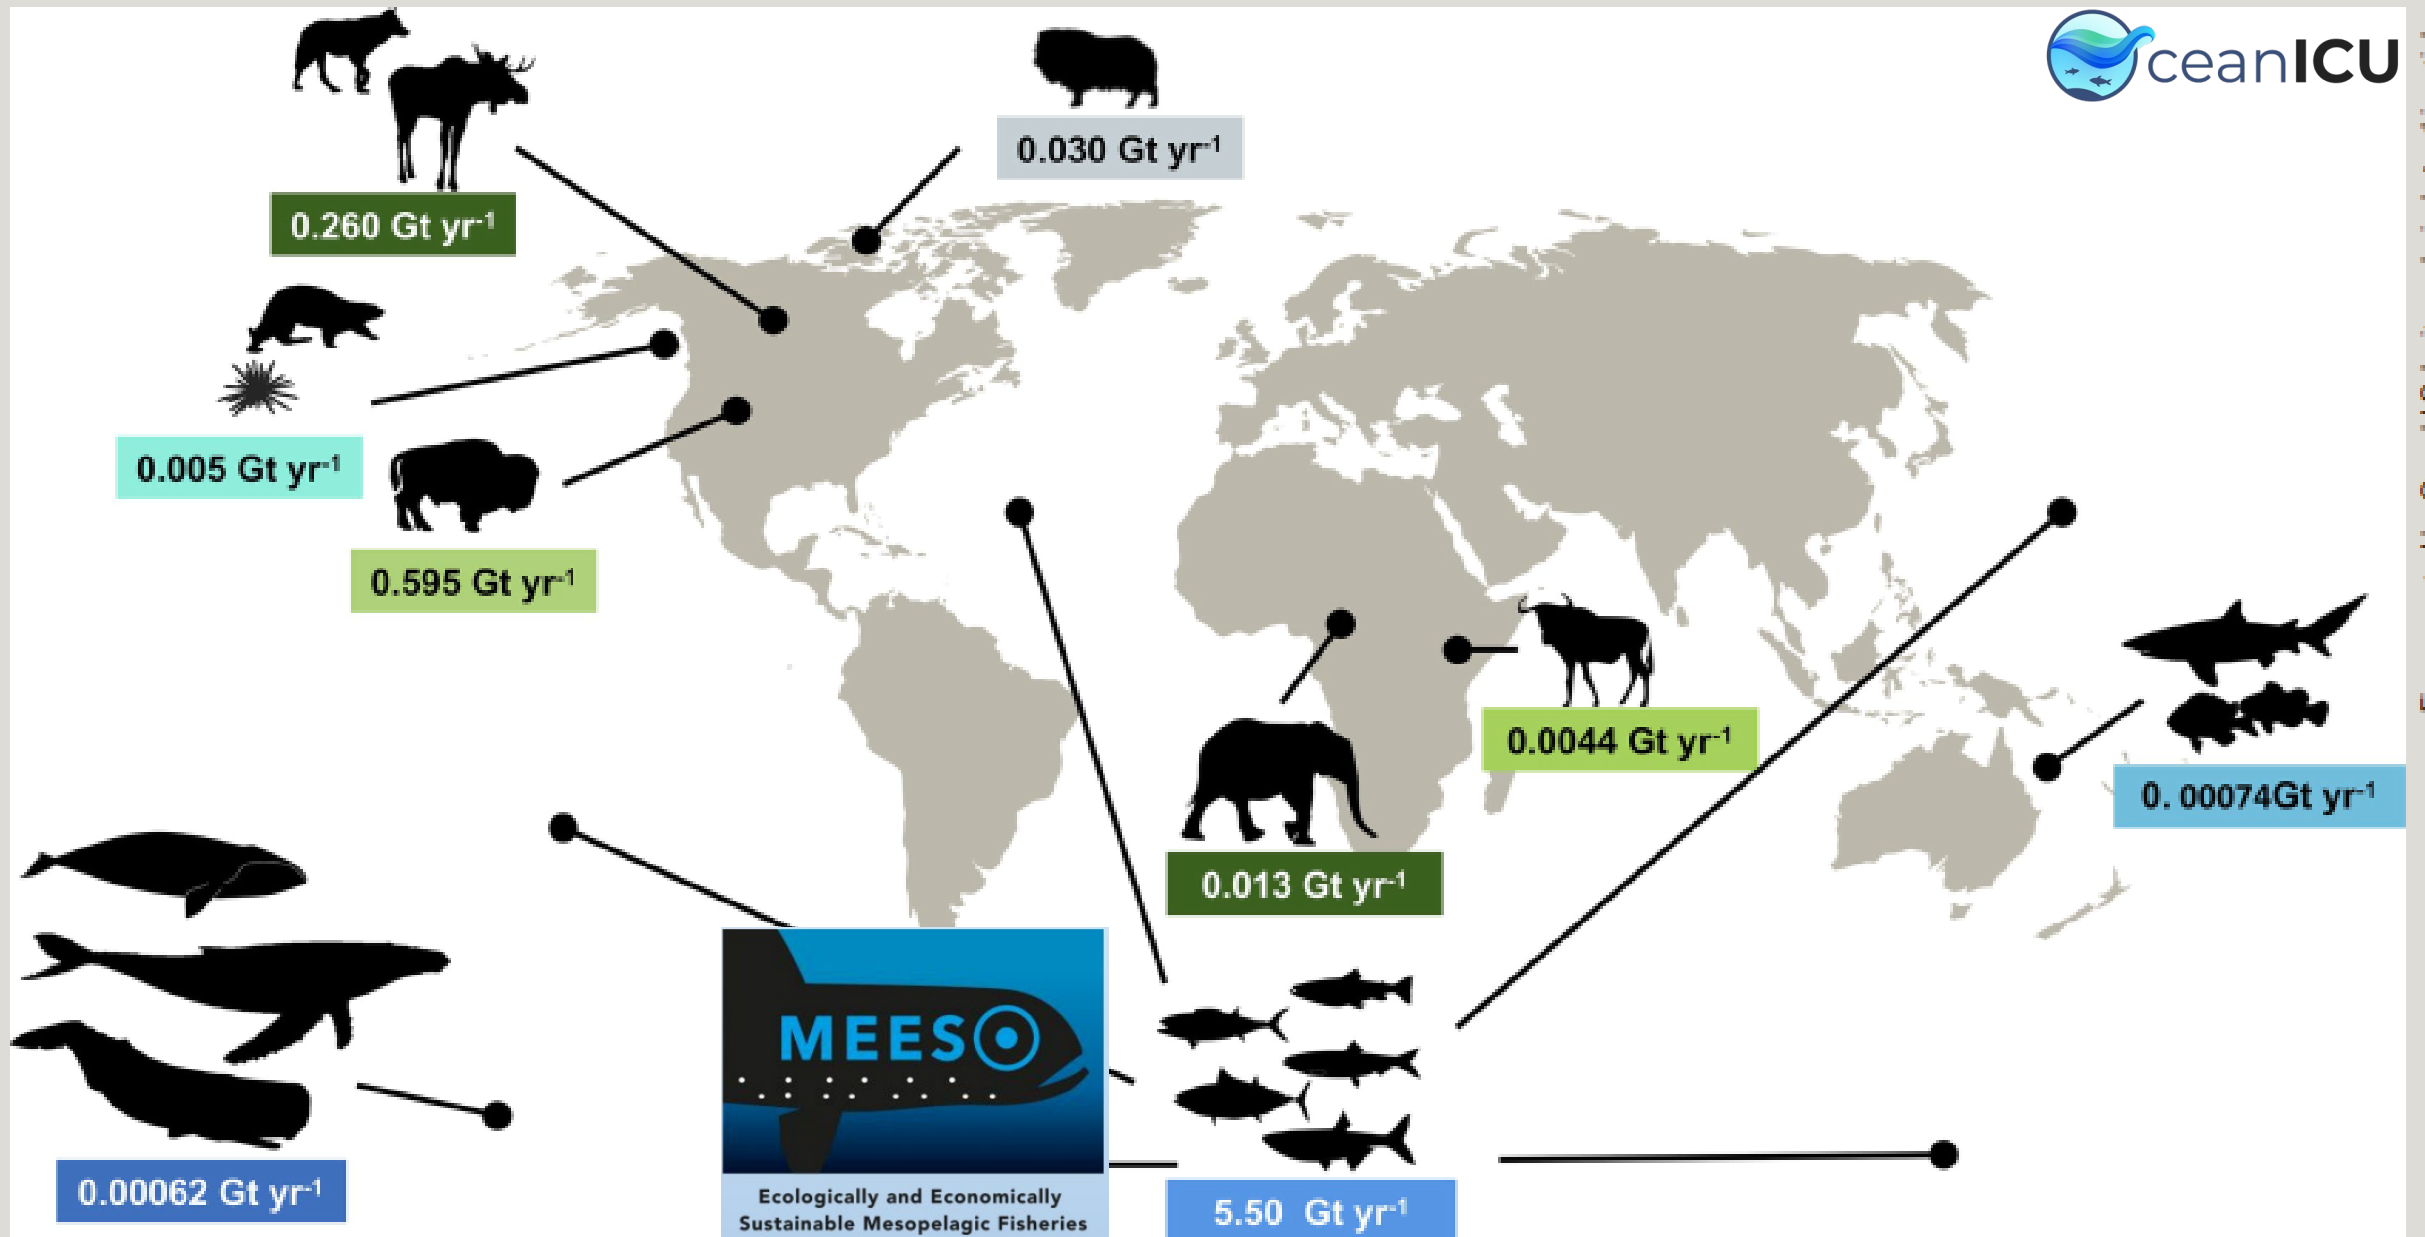 OceanICU
0.030 Gt yr⁻¹
0.260 Gt yr⁻¹
0.005 Gt yr⁻¹
0.595 Gt yr⁻¹
0.0044 Gt yr⁻¹
0. 00074Gt yr⁻¹
0.013 Gt yr⁻¹
MEESO
0.00062 Gt yr⁻¹
Ecologically and Economically
Sustainable Mesopelagic Fisheries
5.50 Gt yr⁻¹